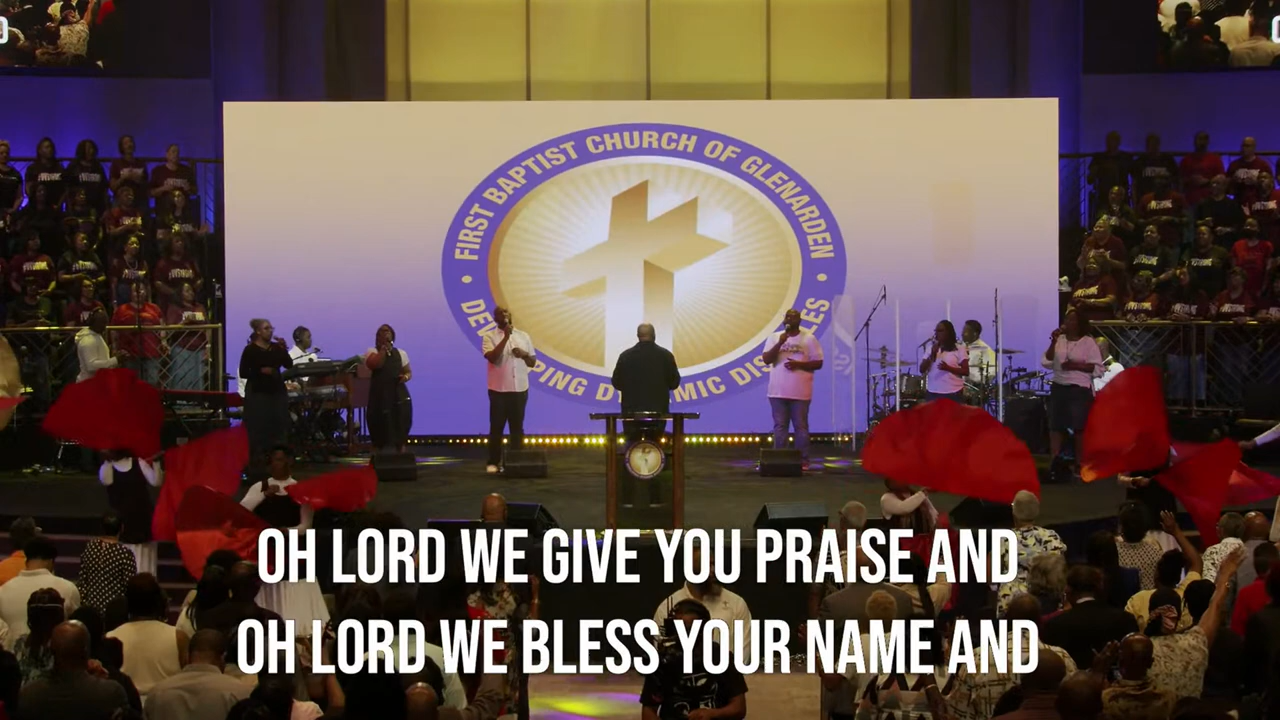 FIRST BAPTIST CHURCH OF GLENARDEN
OH LORD WE GIVE YOU PRAISE AND
OH LORD WE BLESS YOUR NAME AND